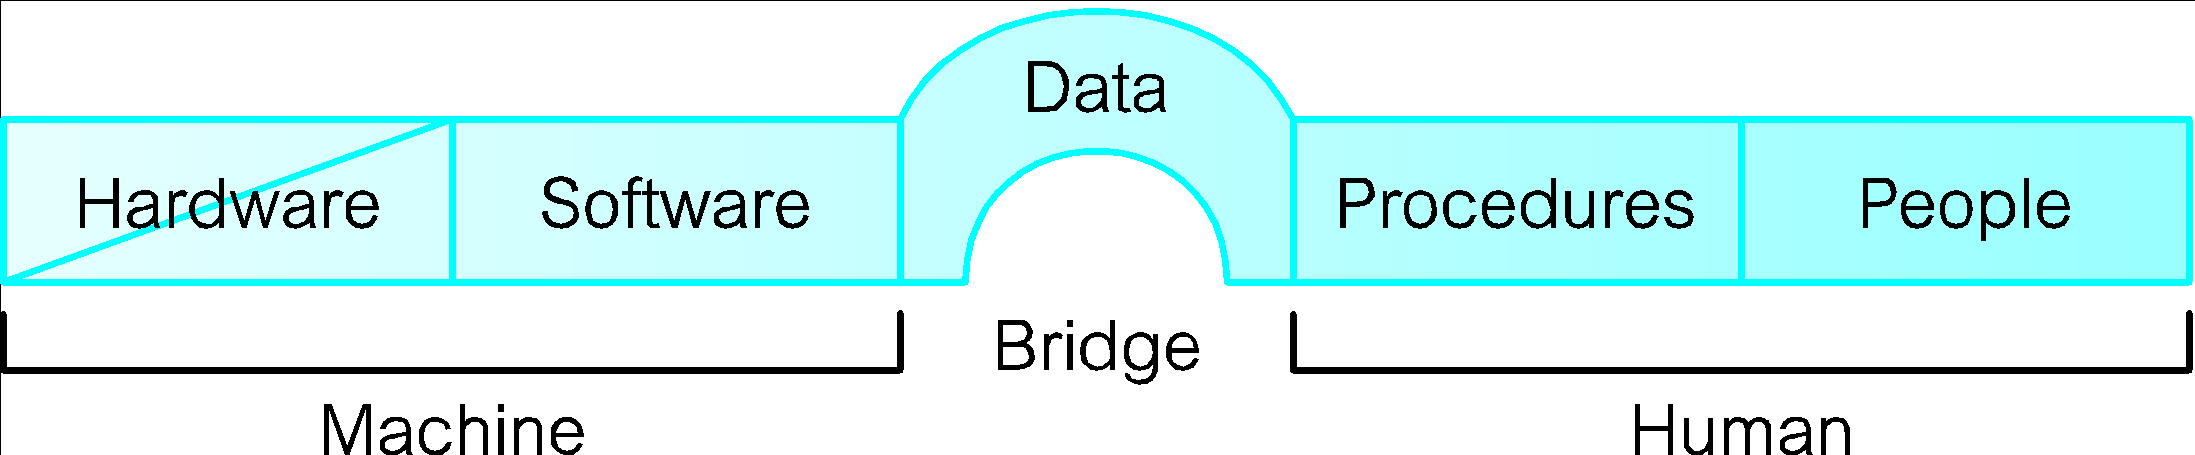 Data
Hardware
Software
Procedures
People
Bridge
Machine
Human